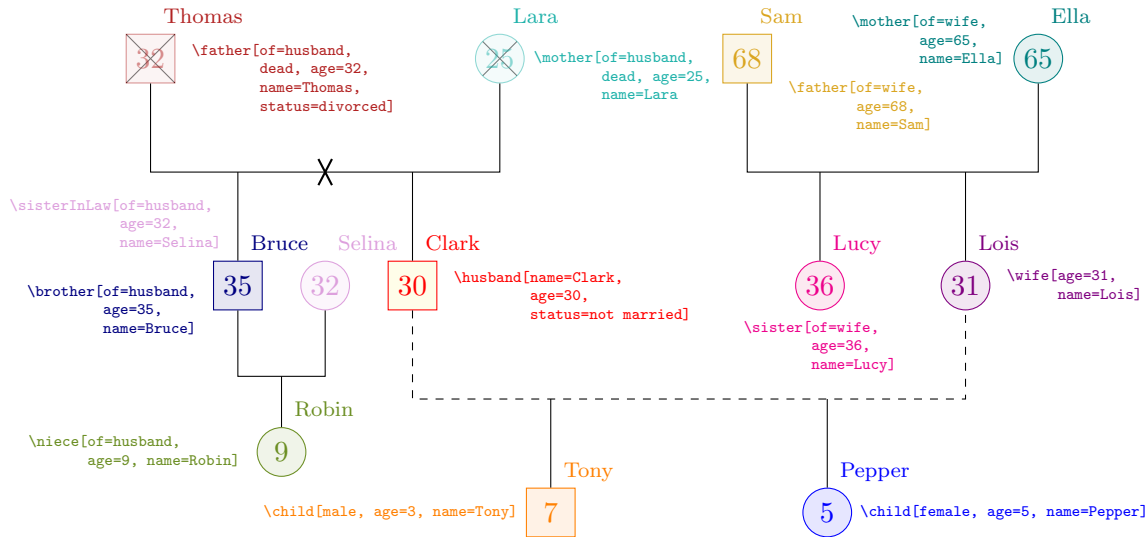 Thomas
Lara
Sam
Ella
32
\father[of=husband,
dead, age=32,
name=Thomas,
status=divorced]
25
\mother[of=husband,
dead, age=25,
name=Lara
68
\father[of=wife,
age=68,
name=Sam]
\mother[of=wife,
age=65,
name=Ella]
65
\sisterInLaw[of=husband,
age=32,
name=Selina]
Bruce
Selina
Clark
Lucy
Lois
\brother[of=husband,
age=35,
name=Bruce]
35
32
30
\husband[name=Clark,
age=30,
status=not married]
36
\sister[of=wife,
age=36,
name=Lucy]
31
\wife[age=31,
name=Lois]
Robin
\niece[of=husband,
age=9, name=Robin]
9
Tony
\child[male, age=3, name=Tony]
7
Pepper
5
\child[female, age=5, name=Pepper]